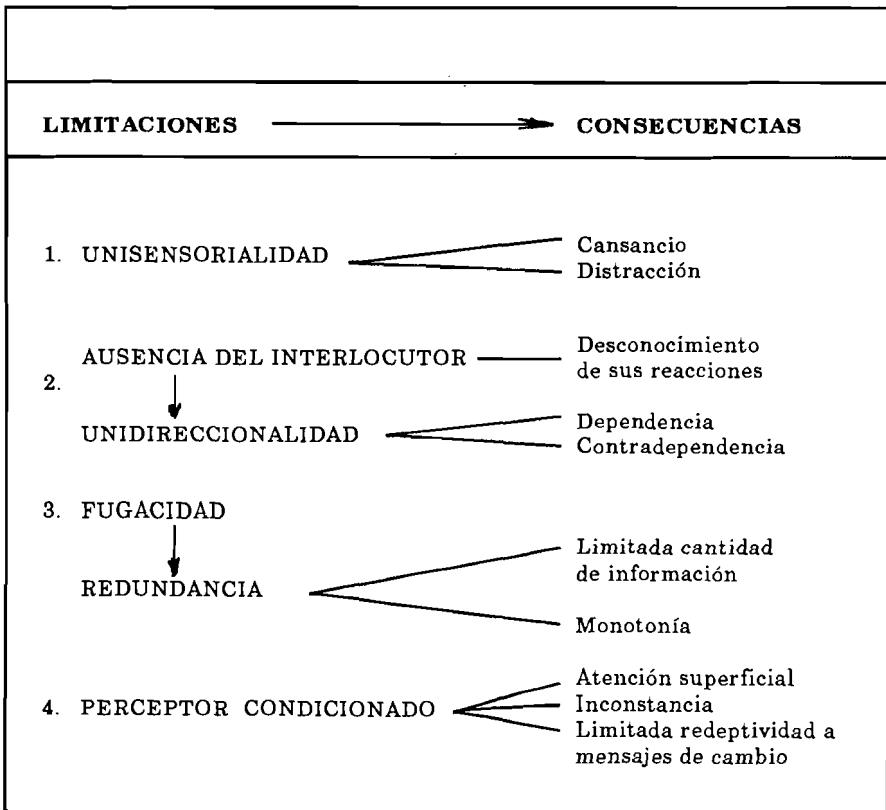 LIMITACIONES CONSECUENCIAS
1. UNISENSORIALIDAD
Cansancio
Distracción
2.
AUSENCIA DEL INTERLOCUTOR
Desconocimiento
de sus reacciones
UNIDIRECCIONALIDAD
Dependencia
Contradependencia
3. FUGACIDAD
REDUNDANCIA
Limitada cantidad
de información
Monotonía
4. PERCEPTOR CONDICIONADO
Atención superficial
Inconstancia
Limitada redeptividad a
mensajes de cambio